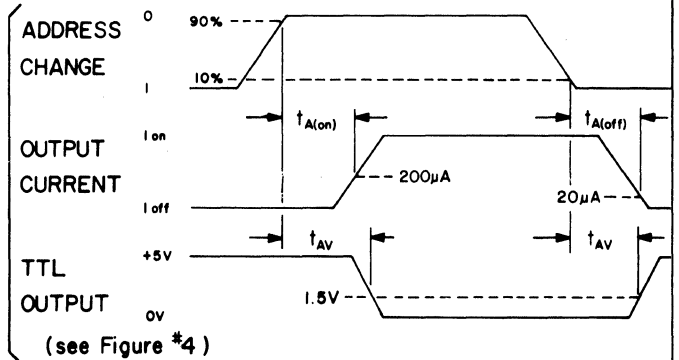 ADDRESS
CHANGE
0
90%
10%
1
tA(on)
tA(off)
OUTPUT
CURRENT
I on
I off
200µA
20µA
tAV
tAV
TTL
OUTPUT
+5V
0V
1.5V
(see Figure #4)